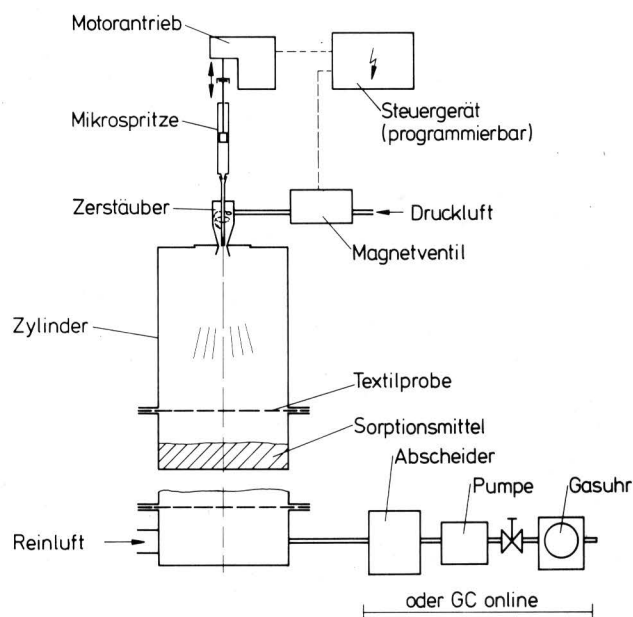 Motorantrieb
Steuergerät
(programmierbar)
Mikrospritze
Zerstäuber
Druckluft
Magnetventil
Zylinder
Textilprobe
Sorptionsmittel
Abscheider
Pumpe
Gasuhr
Reinluft
oder GC online